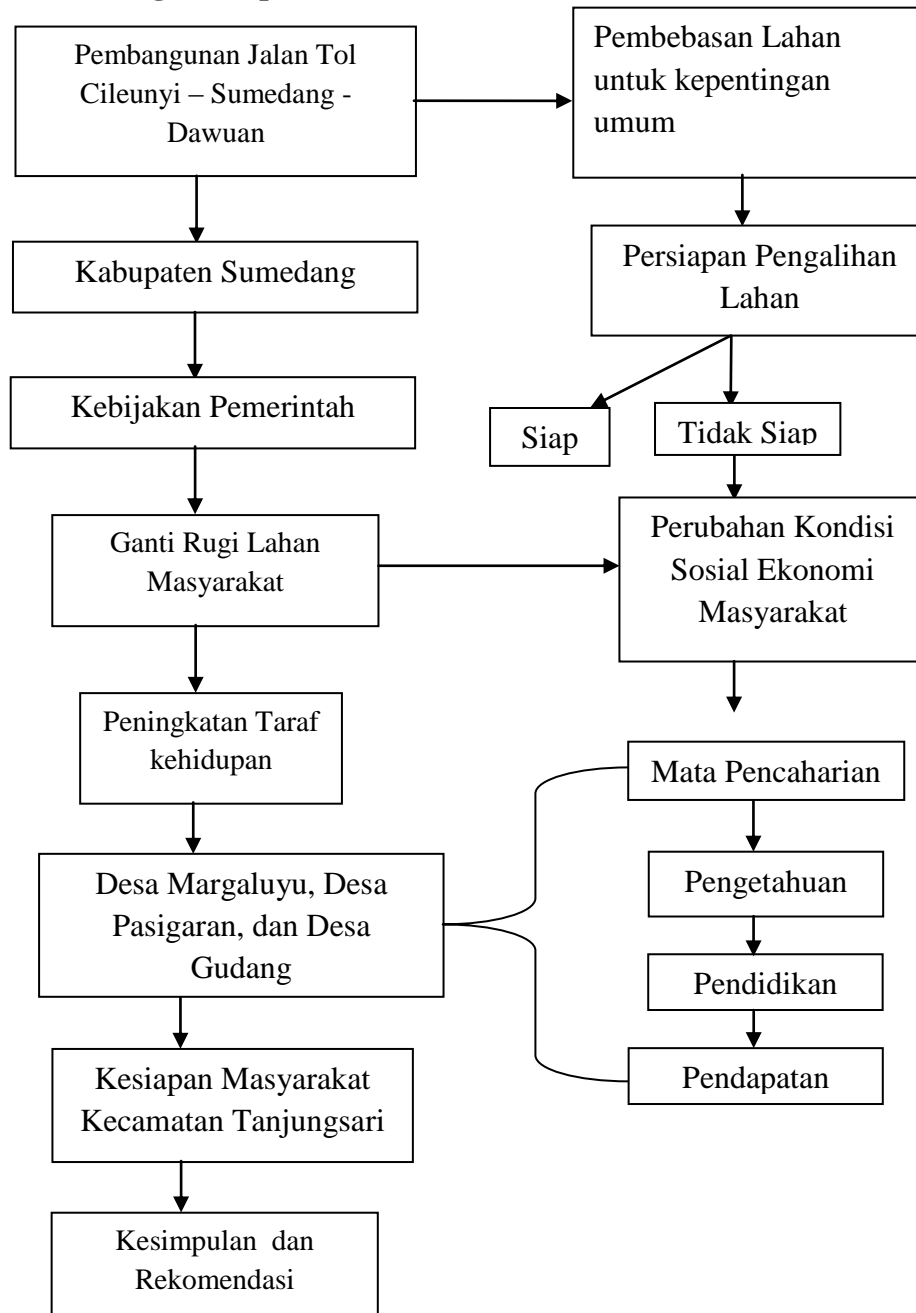 Pembangunan Jalan Tol
Cileunyi – Sumedang -
Dawuan
Pembebasan Lahan
untuk kepentingan
umum
Kabupaten Sumedang
Persiapan Pengalihan
Lahan
Kebijakan Pemerintah
Siap
Tidak Siap
Ganti Rugi Lahan
Masyarakat
Perubahan Kondisi
Sosial Ekonomi
Masyarakat
Peningkatan Taraf
kehidupan
Mata Pencaharian
Desa Margaluyu, Desa
Pasigaran, dan Desa
Gudang
Pengetahuan
Pendidikan
Pendapatan
Kesiapan Masyarakat
Kecamatan Tanjungsari
Kesimpulan dan
Rekomendasi